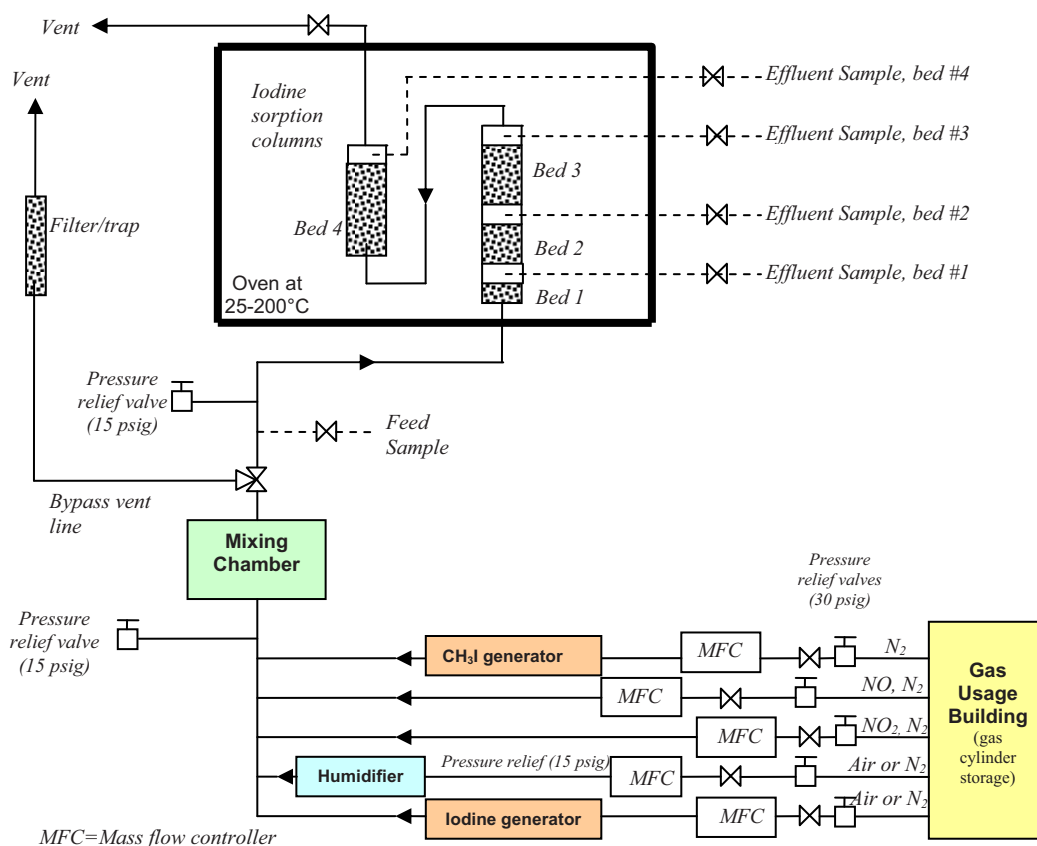 Vent
Vent
Iodine
sorption
columns
Effluent Sample, bed #4
Effluent Sample, bed #3
Bed 3
Filter/trap
Bed 4
Effluent Sample, bed #2
Bed 2
Effluent Sample, bed #1
Oven at
25-200°C
Bed 1
Pressure
relief valve
(15 psig)
Feed
Sample
Bypass vent
line
Mixing
Chamber
Pressure
relief valves
(30 psig)
Pressure
relief valve
(15 psig)
CH₃I generator
MFC
N₂
MFC
NO, N₂
MFC
NO₂, N₂
Gas
Usage
Building
(gas
cylinder
storage)
Humidifier
Pressure relief (15 psig)
MFC
Air or N₂
Iodine generator
MFC
Air or N₂
MFC=Mass flow controller